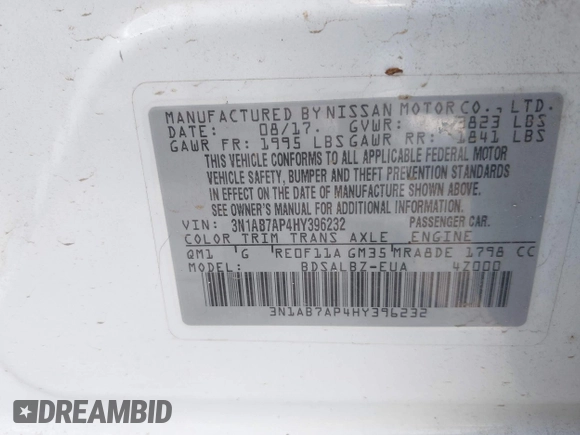 MANUFACTURED BY NISSAN MOTOR CO., LTD.
DATE: 08/17. GVWR: 3823 LBS
GAWR FR: 1995 LBS GAWR RR: 1841 LBS
THIS VEHICLE CONFORMS TO ALL APPLICABLE FEDERAL MOTOR
VEHICLE SAFETY, BUMPER AND THEFT PREVENTION STANDARDS
IN EFFECT ON THE DATE OF MANUFACTURE SHOWN ABOVE.
SEE OWNER'S MANUAL FOR ADDITIONAL INFORMATION.
VIN: 3N1AB7AP4HY396232 PASSENGER CAR.
COLOR TRIM TRANS AXLE ENGINE
QM1 G RE0F11A GM35 MRA8DE 1798 CC
MODEL: BDSALBZ-EUA 4Z000
3N1AB7AP4HY396232
DREAMBID